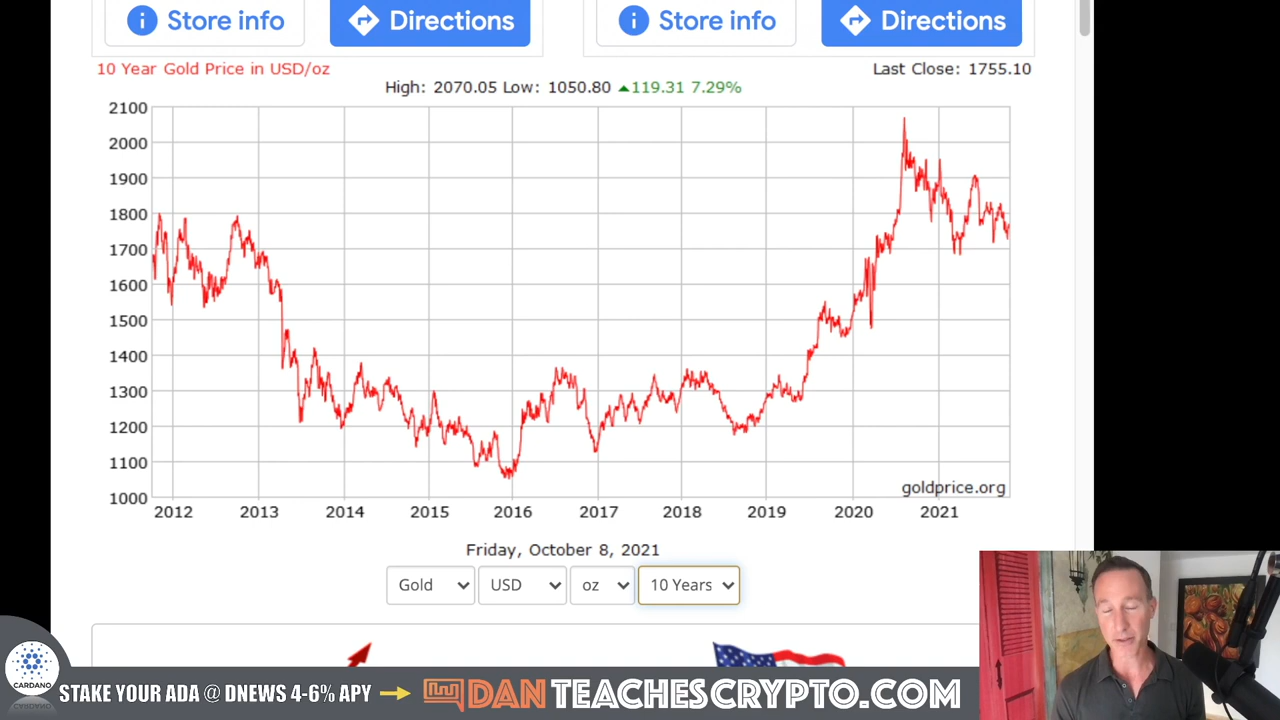 Store info
Directions
Store info
Directions
10 Year Gold Price in USD/oz
Last Close: 1755.10
High: 2070.05 Low: 1050.80 ▲119.31 7.29%
2100
2000
1900
1800
1700
1600
1500
1400
1300
1200
1100
1000
goldprice.org
2012 2013 2014 2015 2016 2017 2018 2019 2020 2021
Friday, October 8, 2021
Gold USD oz 10 Years
CARDANO
STAKE YOUR ADA @ DNEWS 4-6% APY
DANTEACHESCRYPTO.COM